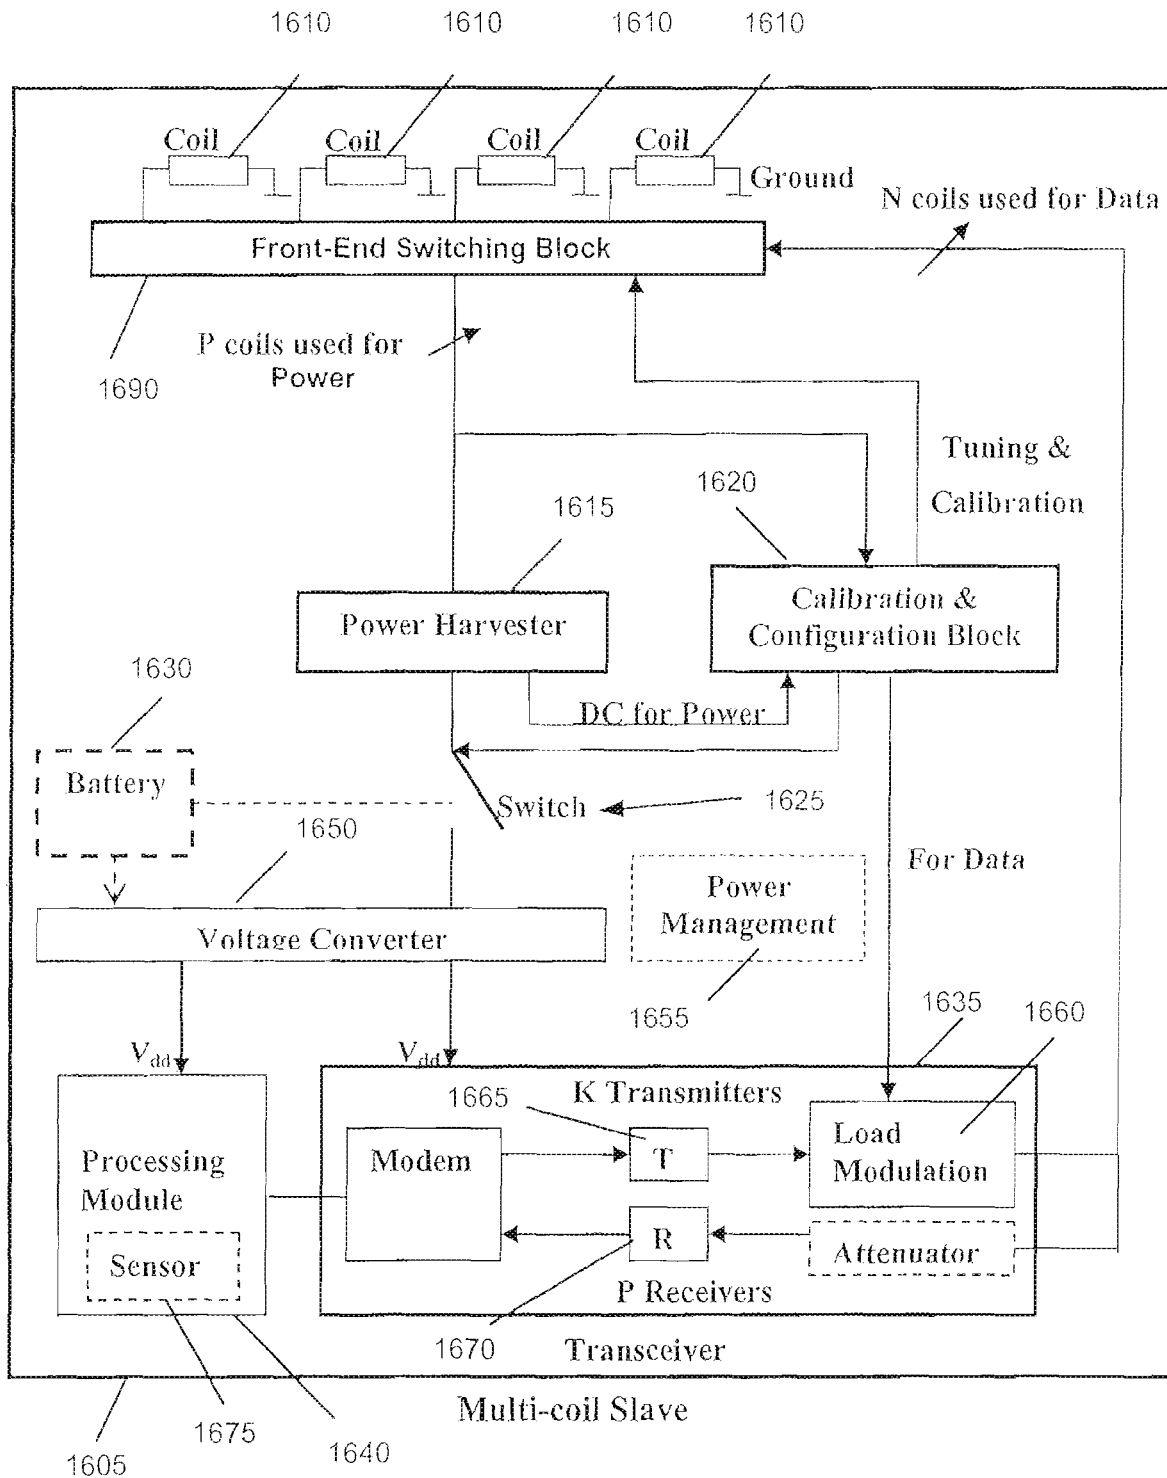 1610 1610 1610 1610
Coil Coil Coil Coil
Ground
N coils used for Data
Front-End Switching Block
P coils used for
Power
1690
Tuning &
Calibration
1620
1615
Power Harvester
Calibration &
Configuration Block
1630
DC for Power
Battery
Switch
1625
1650
For Data
Power
Management
Voltage Converter
1655
1635
1660
Vdd
Vdd
K Transmitters
1665
Processing
Module
Modem
T
Load
Modulation
Sensor
R
Attenuator
P Receivers
1670
Transceiver
Multi-coil Slave
1675
1640
1605